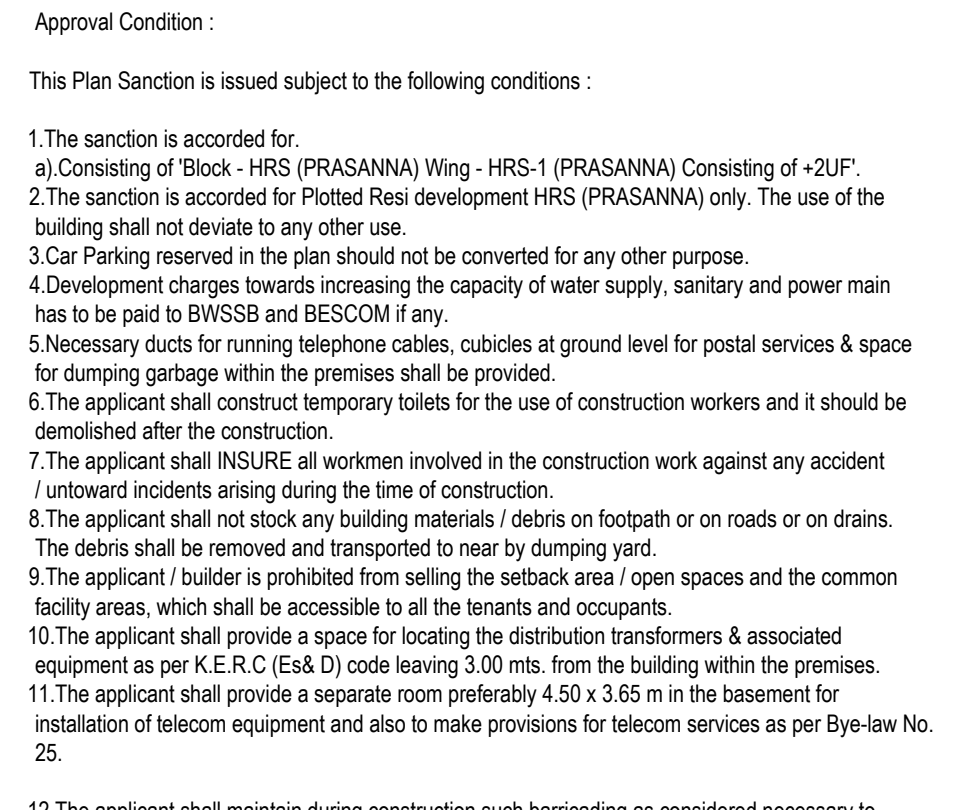 Approval Condition :
This Plan Sanction is issued subject to the following conditions :
1.The sanction is accorded for.
a).Consisting of 'Block - HRS (PRASANNA) Wing - HRS-1 (PRASANNA) Consisting of +2UF'.
2.The sanction is accorded for Plotted Resi development HRS (PRASANNA) only. The use of the
building shall not deviate to any other use.
3.Car Parking reserved in the plan should not be converted for any other purpose.
4.Development charges towards increasing the capacity of water supply, sanitary and power main
has to be paid to BWSSB and BESCOM if any.
5.Necessary ducts for running telephone cables, cubicles at ground level for postal services & space
for dumping garbage within the premises shall be provided.
6.The applicant shall construct temporary toilets for the use of construction workers and it should be
demolished after the construction.
7.The applicant shall INSURE all workmen involved in the construction work against any accident
/ untoward incidents arising during the time of construction.
8.The applicant shall not stock any building materials / debris on footpath or on roads or on drains.
The debris shall be removed and transported to near by dumping yard.
9.The applicant / builder is prohibited from selling the setback area / open spaces and the common
facility areas, which shall be accessible to all the tenants and occupants.
10.The applicant shall provide a space for locating the distribution transformers & associated
equipment as per K.E.R.C (Es& D) code leaving 3.00 mts. from the building within the premises.
11.The applicant shall provide a separate room preferably 4.50 x 3.65 m in the basement for
installation of telecom equipment and also to make provisions for telecom services as per Bye-law No.
25.
12.The applicant shall maintain during construction such barricading as considered necessary to